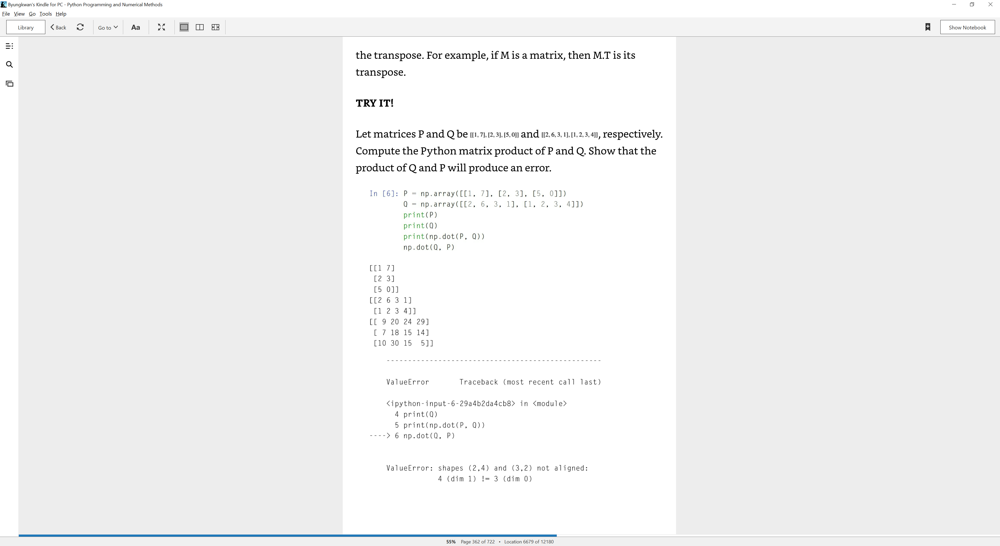 Byungkwan's Kindle for PC - Python Programming and Numerical Methods
File View Go Tools Help
Library Back Go to Aa Show Notebook
the transpose. For example, if M is a matrix, then M.T is its
transpose.
TRY IT!
Let matrices P and Q be [[1, 7], [2, 3], [5, 0]] and [[2, 6, 3, 1], [1, 2, 3, 4]], respectively.
Compute the Python matrix product of P and Q. Show that the
product of Q and P will produce an error.
In [6]: P = np.array([[1, 7], [2, 3], [5, 0]])
Q = np.array([[2, 6, 3, 1], [1, 2, 3, 4]])
print(P)
print(Q)
print(np.dot(P, Q))
np.dot(Q, P)
[[1 7]
[2 3]
[5 0]]
[[2 6 3 1]
[1 2 3 4]]
[[ 9 20 24 29]
[ 7 18 15 14]
[10 30 15  5]]
--------------------------------------------------
ValueError Traceback (most recent call last)
<ipython-input-6-29a4b2da4cb8> in <module>
4 print(Q)
5 print(np.dot(P, Q))
----> 6 np.dot(Q, P)
ValueError: shapes (2,4) and (3,2) not aligned:
4 (dim 1) != 3 (dim 0)
55% Page 362 of 722 • Location 6679 of 12180